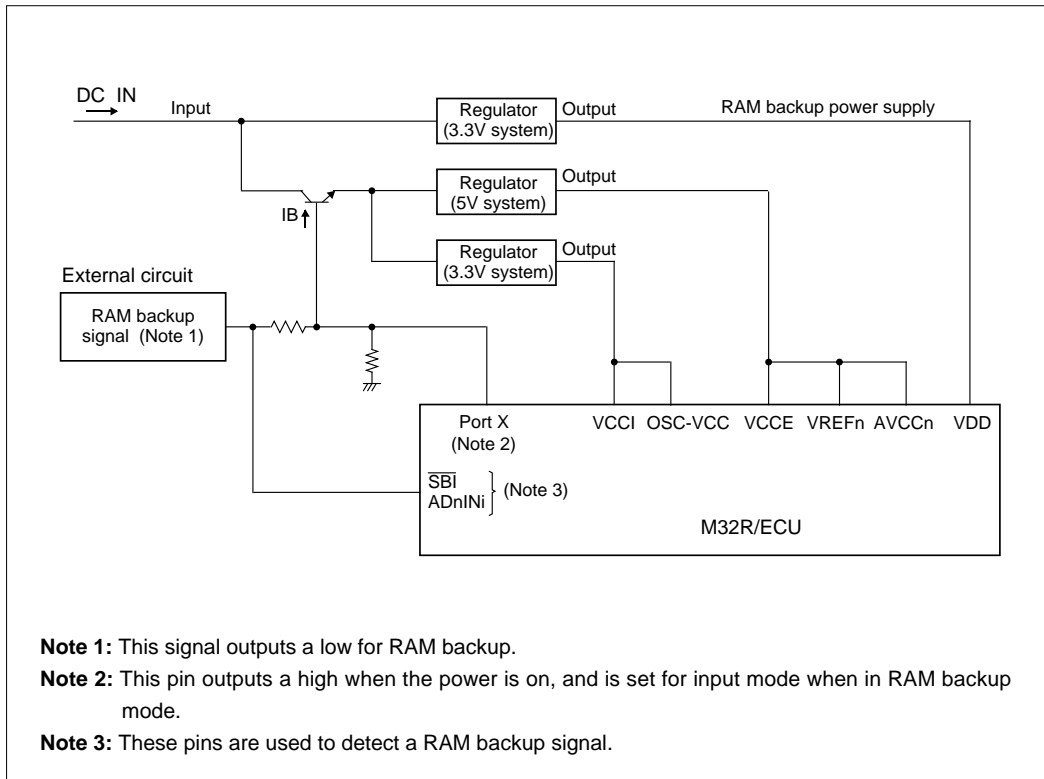 DC IN
Input
Regulator
(3.3V system)
Output
RAM backup power supply
Regulator
(5V system)
Output
IB
Regulator
(3.3V system)
Output
External circuit
RAM backup
signal (Note 1)
Port X
(Note 2)
VCCI OSC-VCC VCCE VREFn AVCCn VDD
SBI
ADnINi
(Note 3)
M32R/ECU
Note 1: This signal outputs a low for RAM backup.
Note 2: This pin outputs a high when the power is on, and is set for input mode when in RAM backup
mode.
Note 3: These pins are used to detect a RAM backup signal.